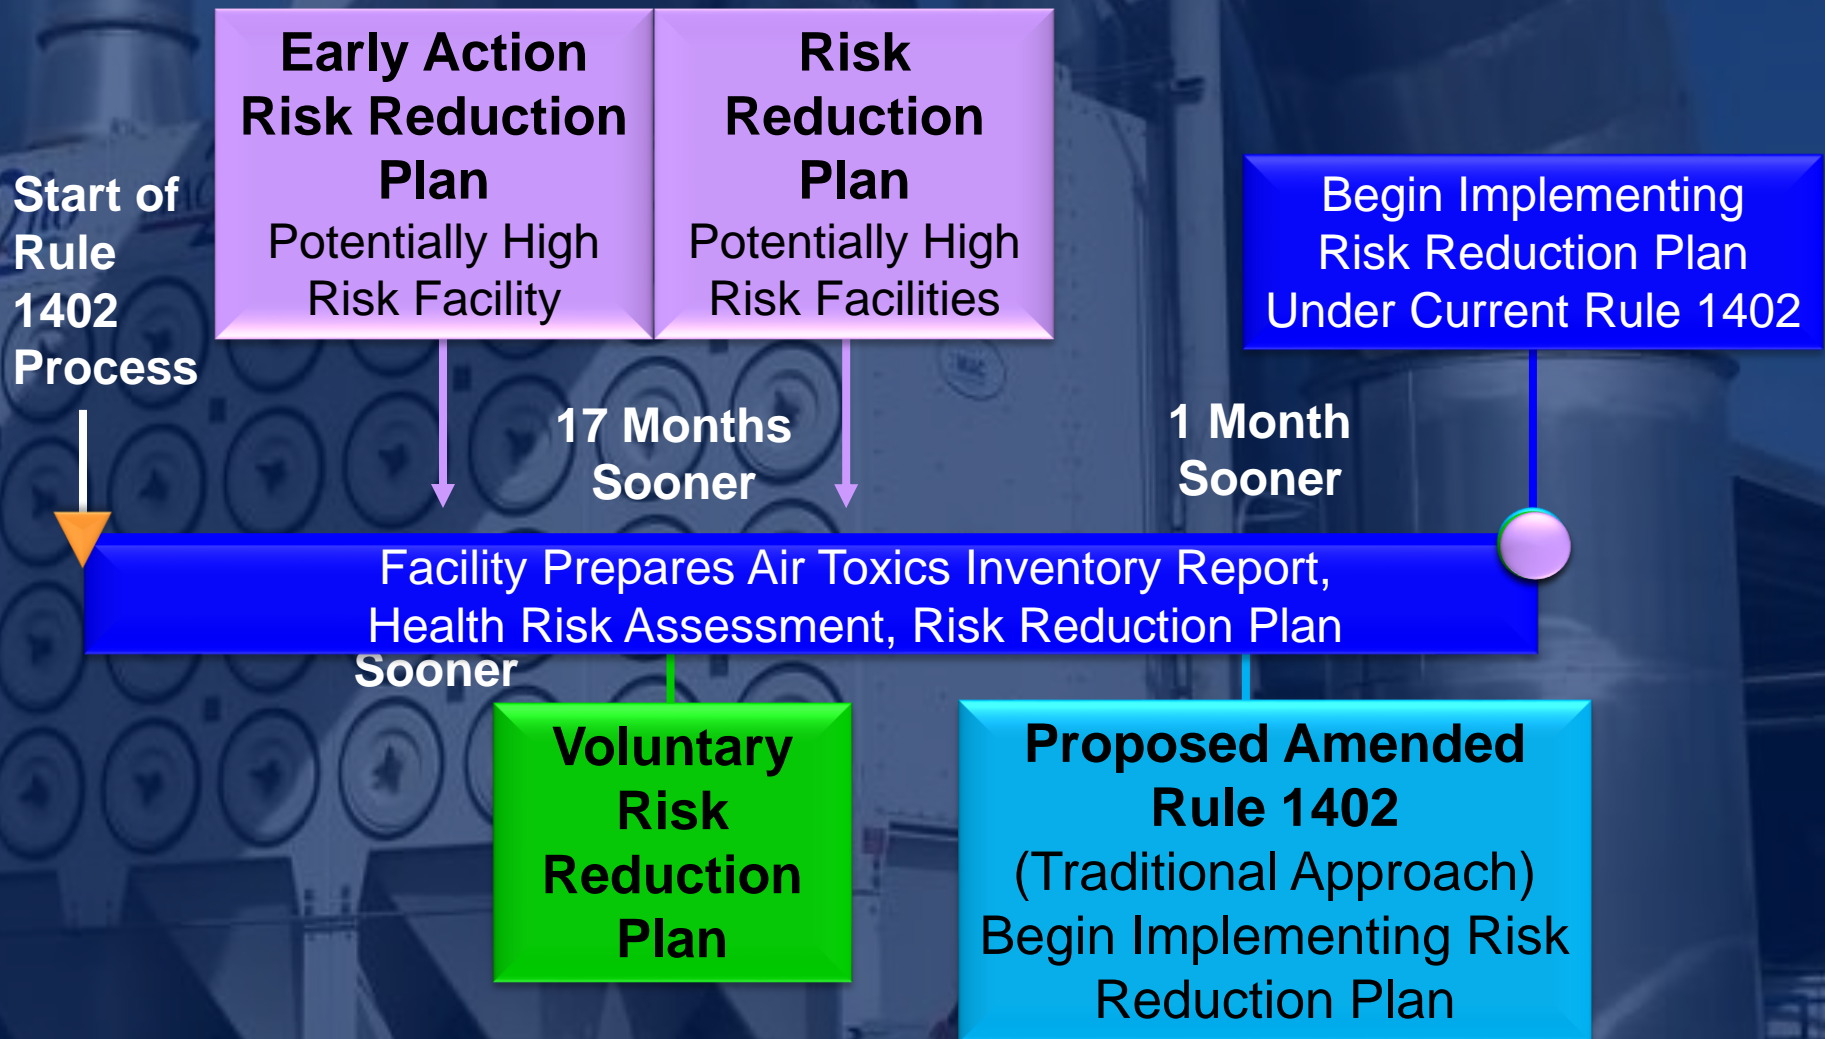 Early Action
Risk Reduction
Plan
Potentially High
Risk Facility
Risk
Reduction
Plan
Potentially High
Risk Facilities
Start of
Rule
1402
Process
Begin Implementing
Risk Reduction Plan
Under Current Rule 1402
17 Months
Sooner
1 Month
Sooner
Facility Prepares Air Toxics Inventory Report,
Health Risk Assessment, Risk Reduction Plan
Sooner
Voluntary
Risk
Reduction
Plan
Proposed Amended
Rule 1402
(Traditional Approach)
Begin Implementing Risk
Reduction Plan